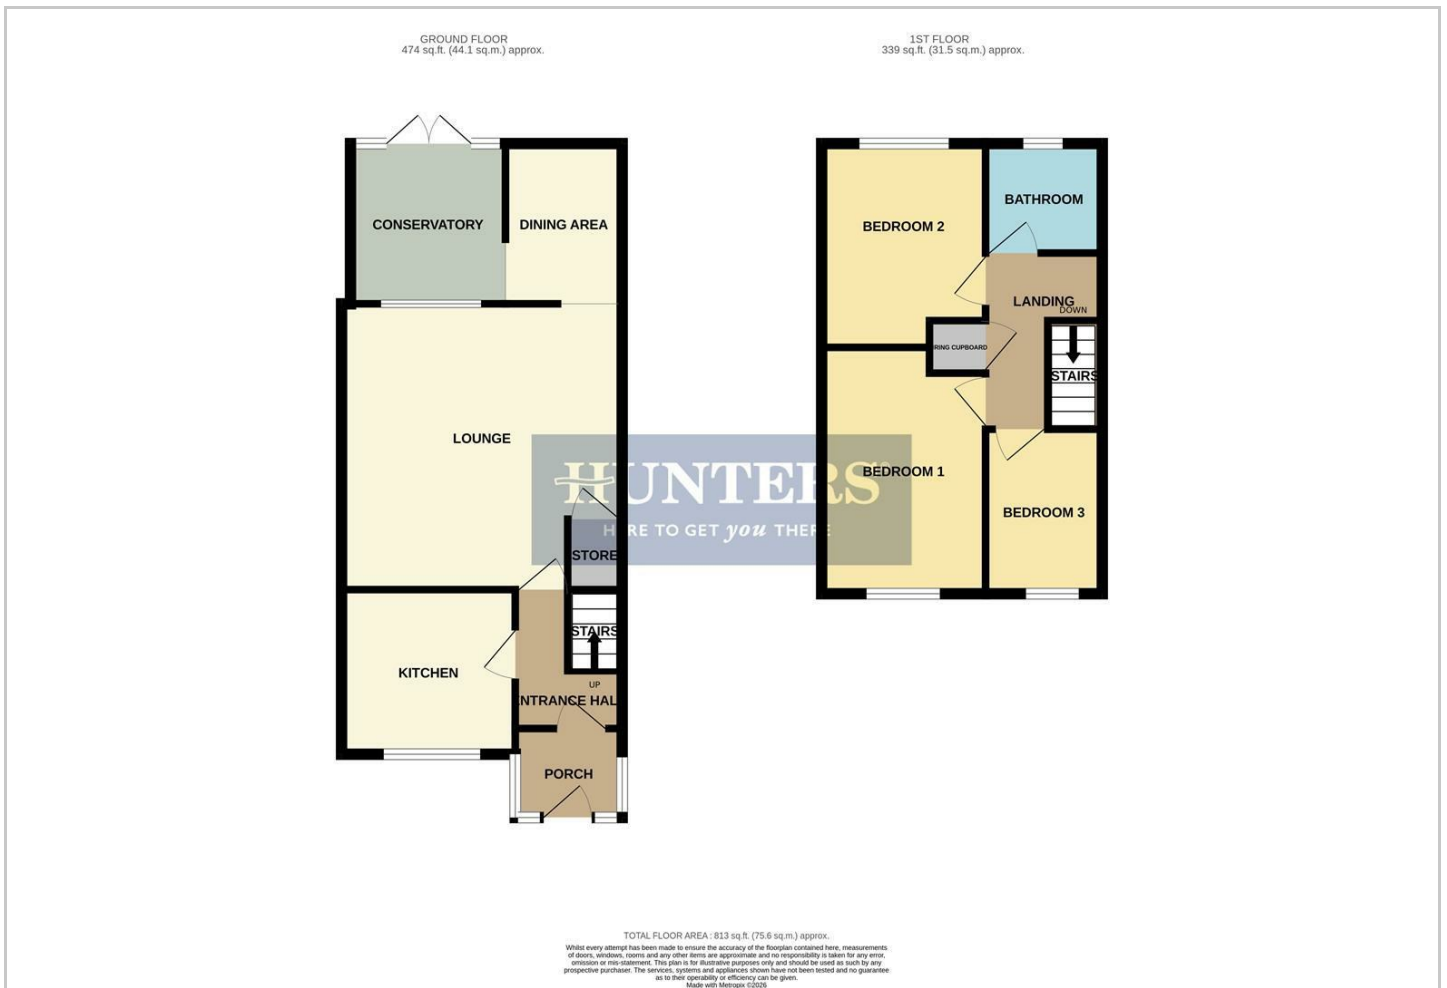 GROUND FLOOR
474 sq.ft. (44.1 sq.m.) approx.
1ST FLOOR
339 sq.ft. (31.5 sq.m.) approx.
CONSERVATORY
DINING AREA
LOUNGE
STORE
STAIRS
KITCHEN
UP
ENTRANCE HAL
PORCH
BEDROOM 2
BATHROOM
LANDING
DOWN
RING CUPBOARD
STAIRS
BEDROOM 1
BEDROOM 3
HUNTERS®
HERE TO GET you THERE
TOTAL FLOOR AREA : 813 sq.ft. (75.6 sq.m.) approx.
Whilst every attempt has been made to ensure the accuracy of the floorplan contained here, measurements
of doors, windows, rooms and any other items are approximate and no responsibility is taken for any error,
omission or mis-statement. This plan is for illustrative purposes only and should be used as such by any
prospective purchaser. The services, systems and appliances shown have not been tested and no guarantee
as to their operability or efficiency can be given.
Made with Metropix ©2026